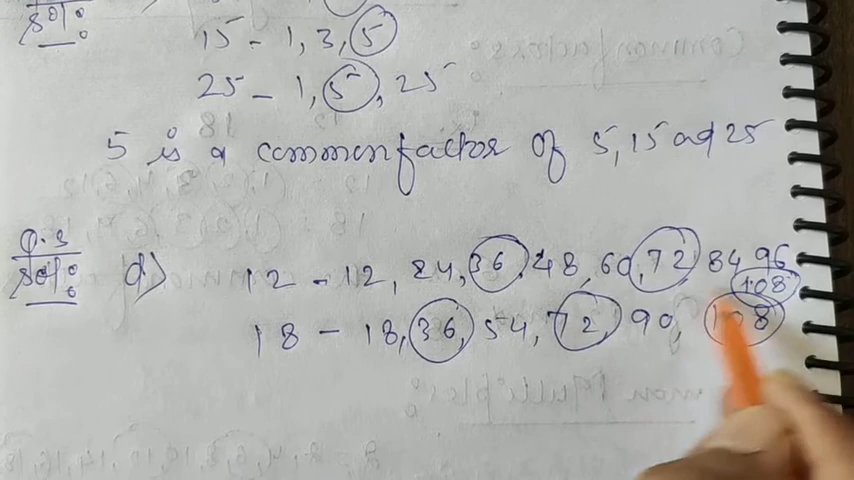 Sol:
15 - 1, 3, 5
25 - 1, 5, 25
5 is a common factor of 5, 15 ad 25
Q.3
Sol: d) 12 - 12, 24, 36, 48, 60, 72, 84 96
108
18 - 18, 36, 54, 72, 90, 108